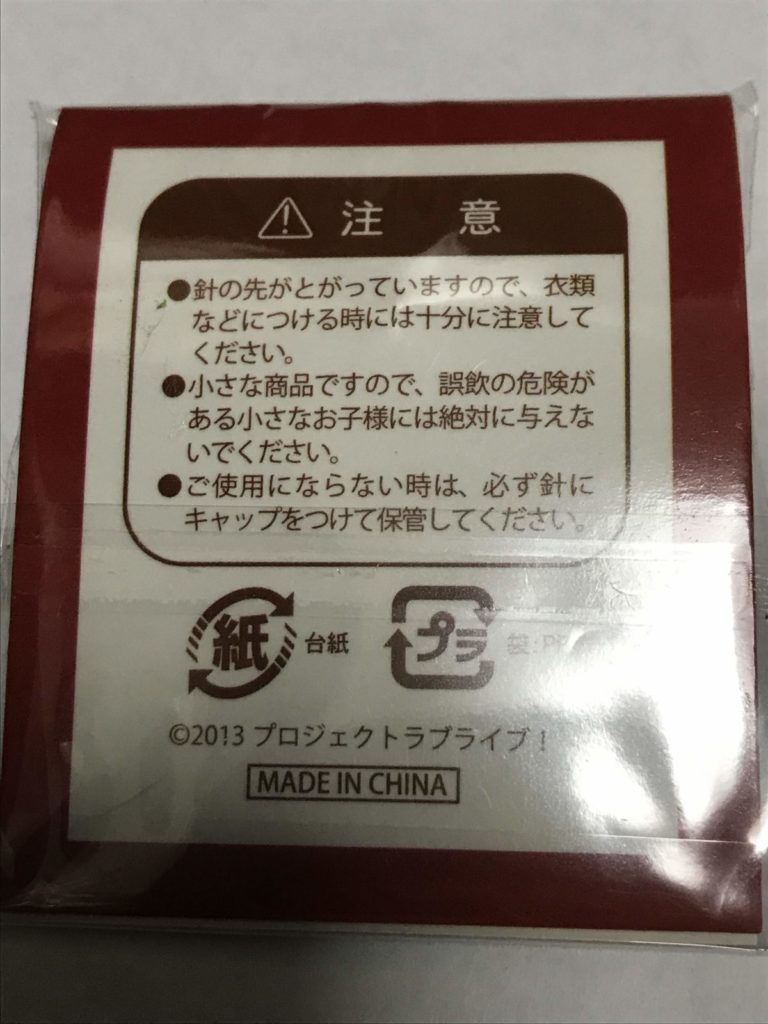 注 意
●針の先がとがっていますので、衣類
などにつける時には十分に注意して
ください。
●小さな商品ですので、誤飲の危険が
ある小さなお子様には絶対に与えな
いでください。
●ご使用にならない時は、必ず針に
キャップをつけて保管してください。
紙 台紙 プラ 袋:
©2013 プロジェクトラブライブ!
MADE IN CHINA